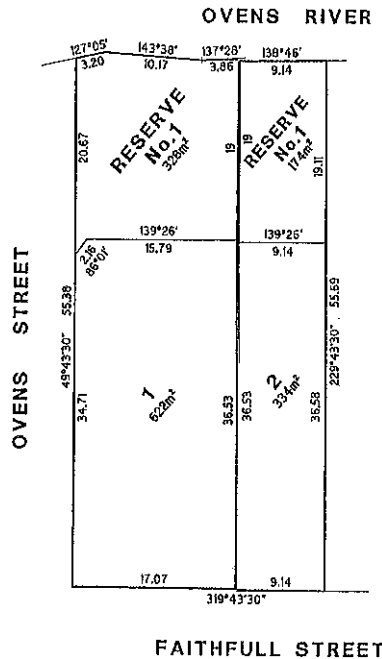 OVENS RIVER
127°05' 143°38' 137°28' 138°46'
3.20 10.17 3.86 9.14
RESERVE
No. 1
328m²
RESERVE
No. 1
174m²
20.67
19
19
19.11
139°26' 139°26'
15.79 9.14
2.16
86°01'
OVENS STREET
55.38
49°43'30"
34.71
1
622m²
36.53
36.53
2
334m²
36.58
55.69
229°43'30"
17.07 9.14
319°43'30"
FAITHFULL STREET